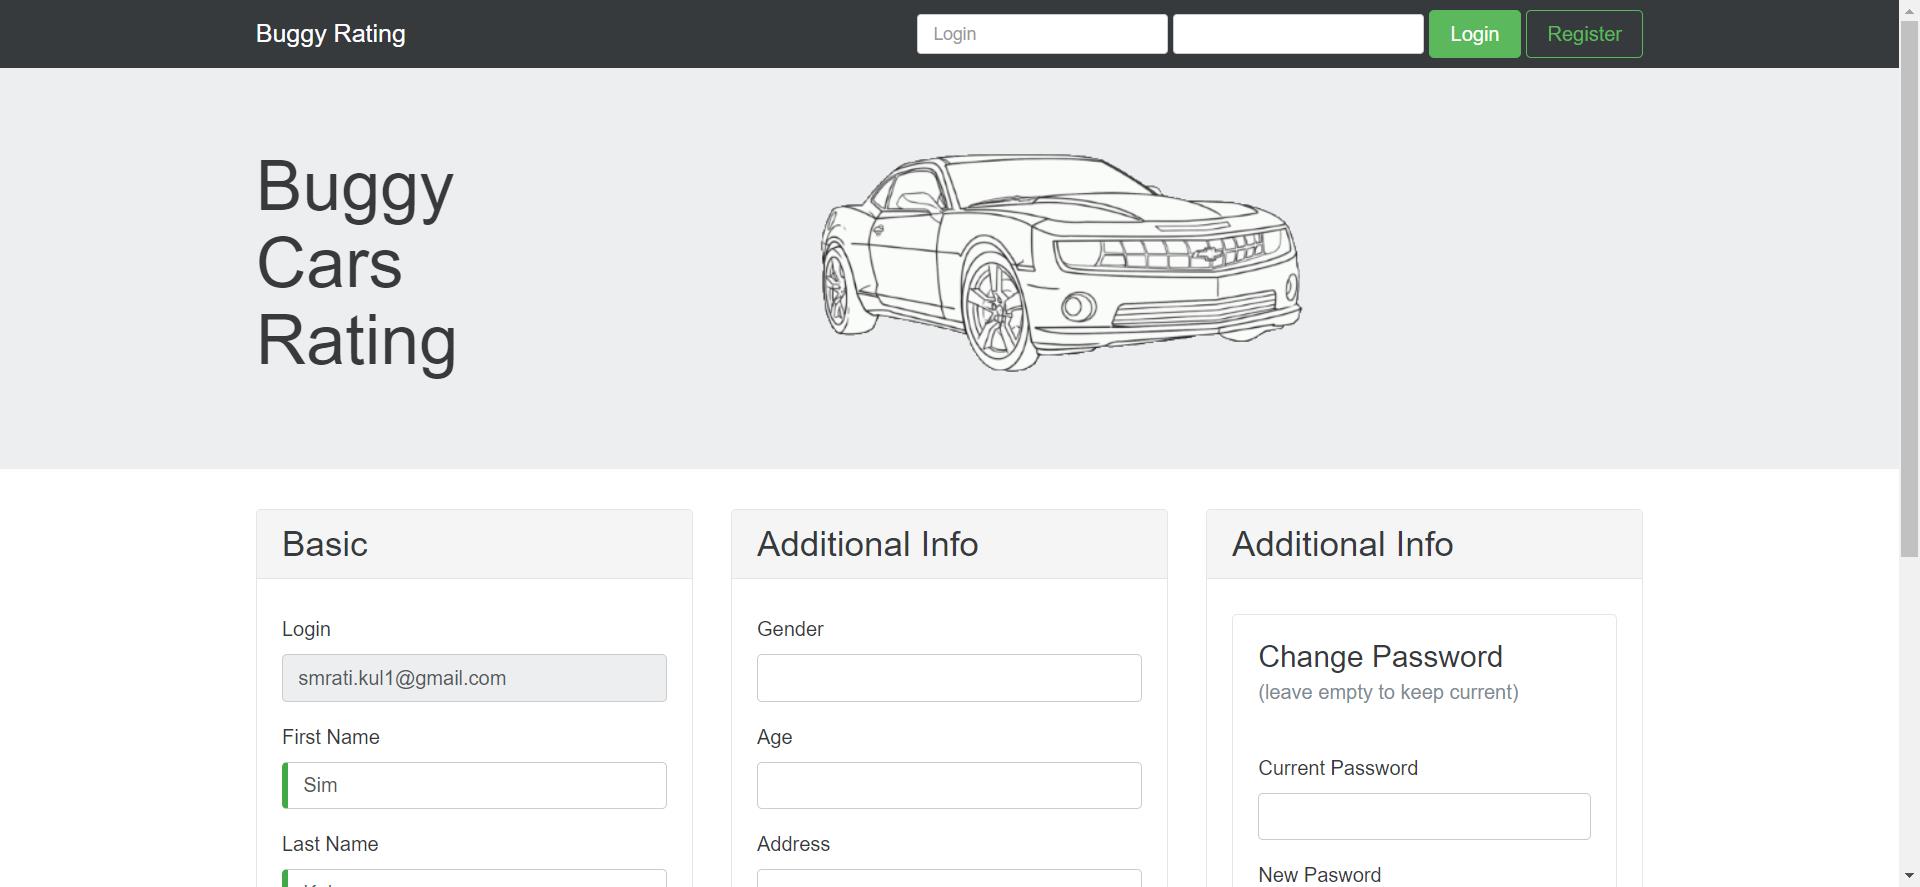 Buggy Rating
Login
Login
Register
Buggy
Cars
Rating
Basic
Login
smrati.kul1@gmail.com
First Name
Sim
Last Name
Additional Info
Gender
Age
Address
Additional Info
Change Password
(leave empty to keep current)
Current Password
New Pasword